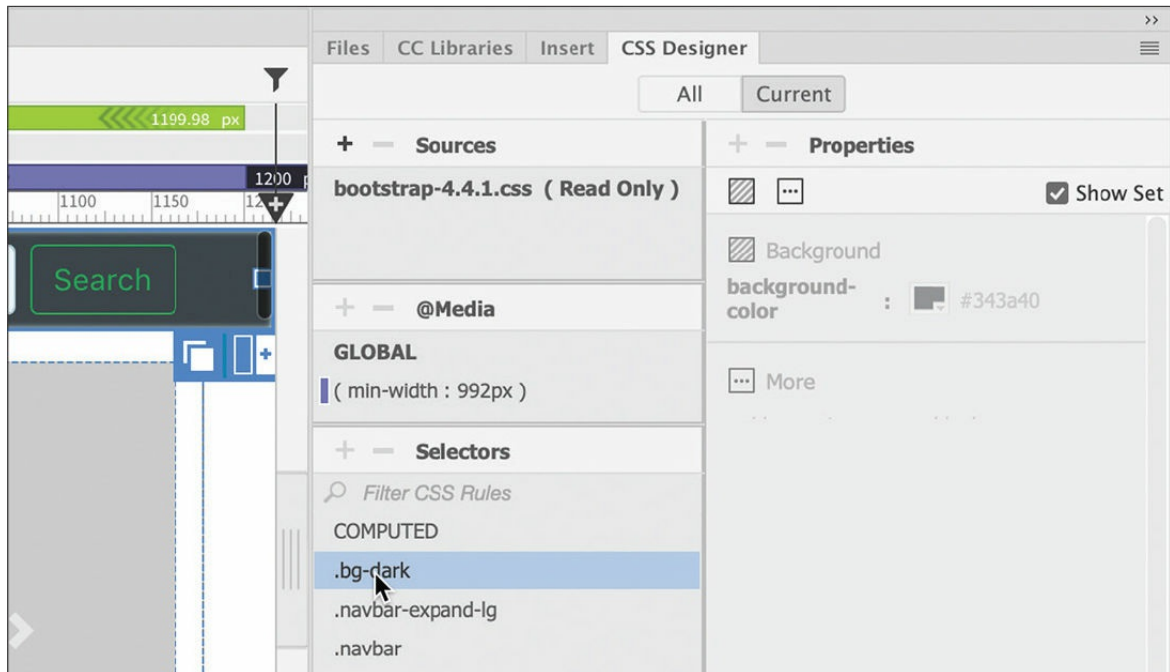 >>
Files CC Libraries Insert CSS Designer
All Current
1199.98 px
1200
1100 1150
Search
+ − Sources
bootstrap-4.4.1.css ( Read Only )
+ − @Media
GLOBAL
( min-width : 992px )
+ − Selectors
Filter CSS Rules
COMPUTED
.bg-dark
.navbar-expand-lg
.navbar
+ − Properties
Show Set
Background
background-
color : #343a40
More